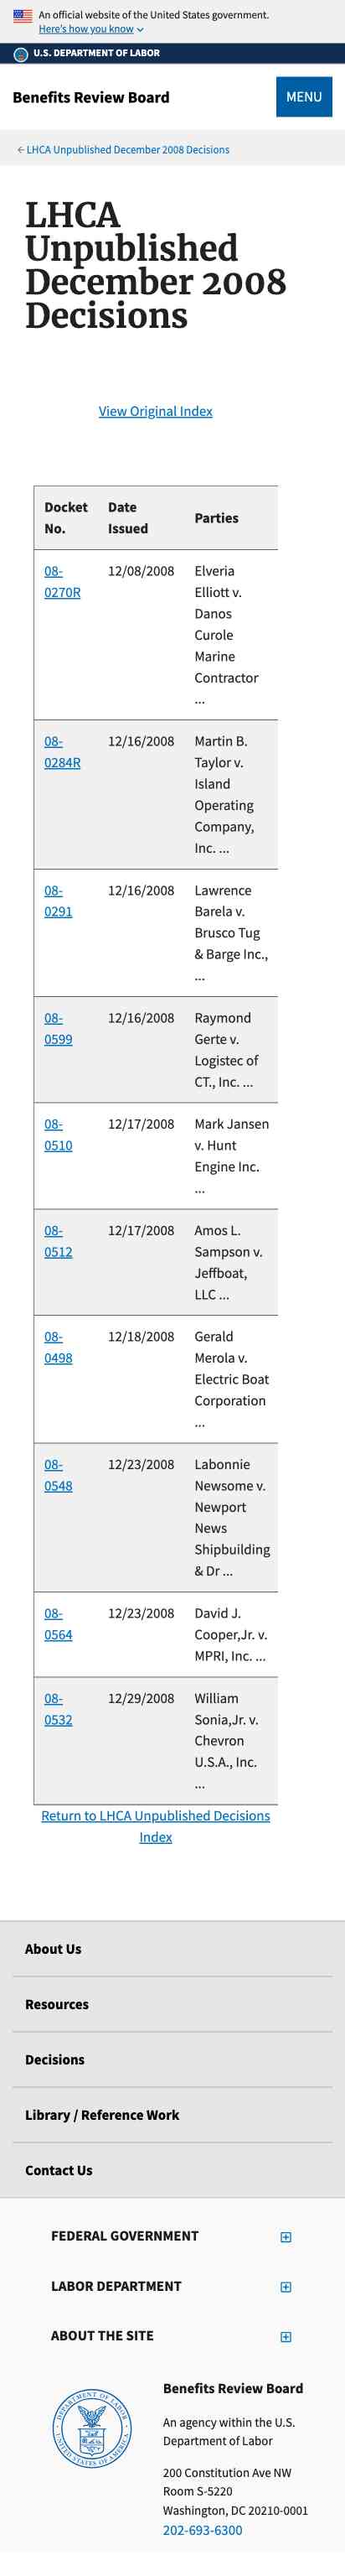 An official website of the United States government.
Here's how you know
U.S. DEPARTMENT OF LABOR
Benefits Review Board
MENU
← LHCA Unpublished December 2008 Decisions
LHCA
Unpublished
December 2008
Decisions
View Original Index
Docket No. Date Issued Parties
08-0270R 12/08/2008 Elveria Elliott v. Danos Curole Marine Contractor ...
08-0284R 12/16/2008 Martin B. Taylor v. Island Operating Company, Inc. ...
08-0291 12/16/2008 Lawrence Barela v. Brusco Tug & Barge Inc., ...
08-0599 12/16/2008 Raymond Gerte v. Logistec of CT., Inc. ...
08-0510 12/17/2008 Mark Jansen v. Hunt Engine Inc. ...
08-0512 12/17/2008 Amos L. Sampson v. Jeffboat, LLC ...
08-0498 12/18/2008 Gerald Merola v. Electric Boat Corporation ...
08-0548 12/23/2008 Labonnie Newsome v. Newport News Shipbuilding & Dr ...
08-0564 12/23/2008 David J. Cooper,Jr. v. MPRI, Inc. ...
08-0532 12/29/2008 William Sonia,Jr. v. Chevron U.S.A., Inc. ...
Return to LHCA Unpublished Decisions
Index
About Us
Resources
Decisions
Library / Reference Work
Contact Us
FEDERAL GOVERNMENT
LABOR DEPARTMENT
ABOUT THE SITE
DEPARTMENT OF LABOR
UNITED STATES OF AMERICA
Benefits Review Board
An agency within the U.S.
Department of Labor
200 Constitution Ave NW
Room S-5220
Washington, DC 20210-0001
202-693-6300